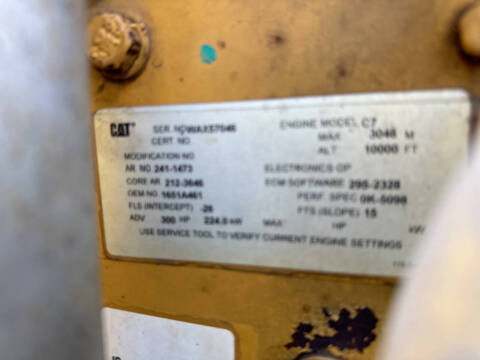 CAT SER. NO WAX57046 ENGINE MODEL C7
CERT. NO. MAX 3048 M
MODIFICATION NO ALT 10000 FT
AR NO. 241-1473 ELECTRONICS GP
CORE AR 212-3646 ECM SOFTWARE 295-2328
OEM NO. 1651A461 PERF. SPEC 0K-5098
FLS (INTERCEPT) -26 FTS (SLOPE) 15
ADV 300 HP 224.0 kW MAX HP kW
USE SERVICE TOOL TO VERIFY CURRENT ENGINE SETTINGS